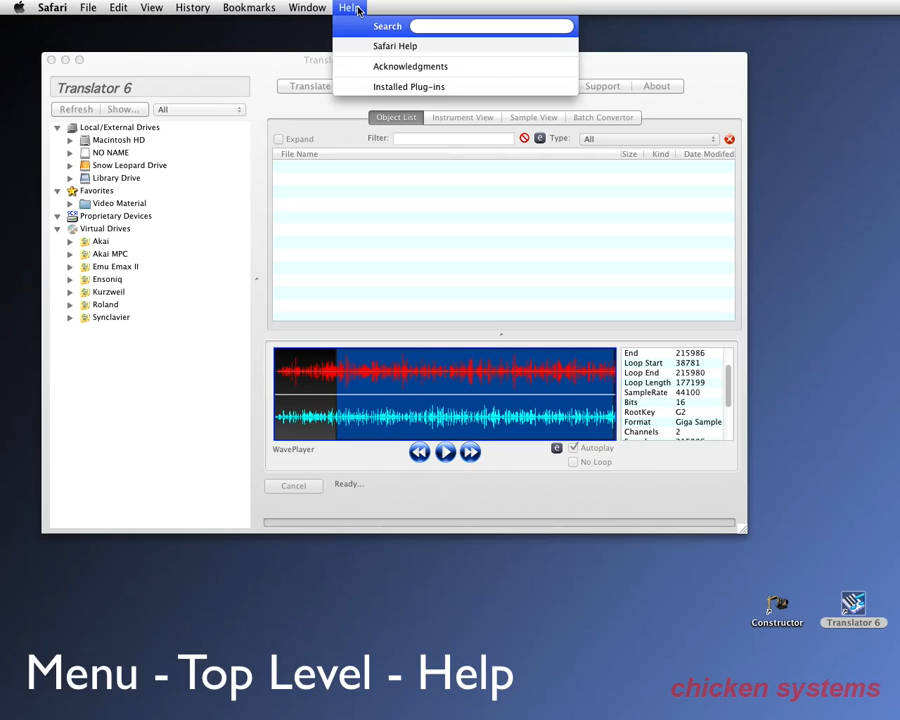 Safari File Edit View History Bookmarks Window Help
Search
Safari Help
Acknowledgments
Installed Plug-ins
Transl
Translator 6
Translate
Support About
Refresh Show... All
Object List Instrument View Sample View Batch Convertor
Expand Filter: e Type: All
File Name Size Kind Date Modifed
Local/External Drives
Macintosh HD
NO NAME
Snow Leopard Drive
Library Drive
Favorites
Video Material
Proprietary Devices
Virtual Drives
Akai
Akai MPC
Emu Emax II
Ensoniq
Kurzweil
Roland
Synclavier
End 215986
Loop Start 38781
Loop End 215980
Loop Length 177199
SampleRate 44100
Bits 16
RootKey G2
Format Giga Sample
Channels 2
WavePlayer
e Autoplay
No Loop
Cancel Ready...
Constructor Translator 6
Menu - Top Level - Help
chicken systems